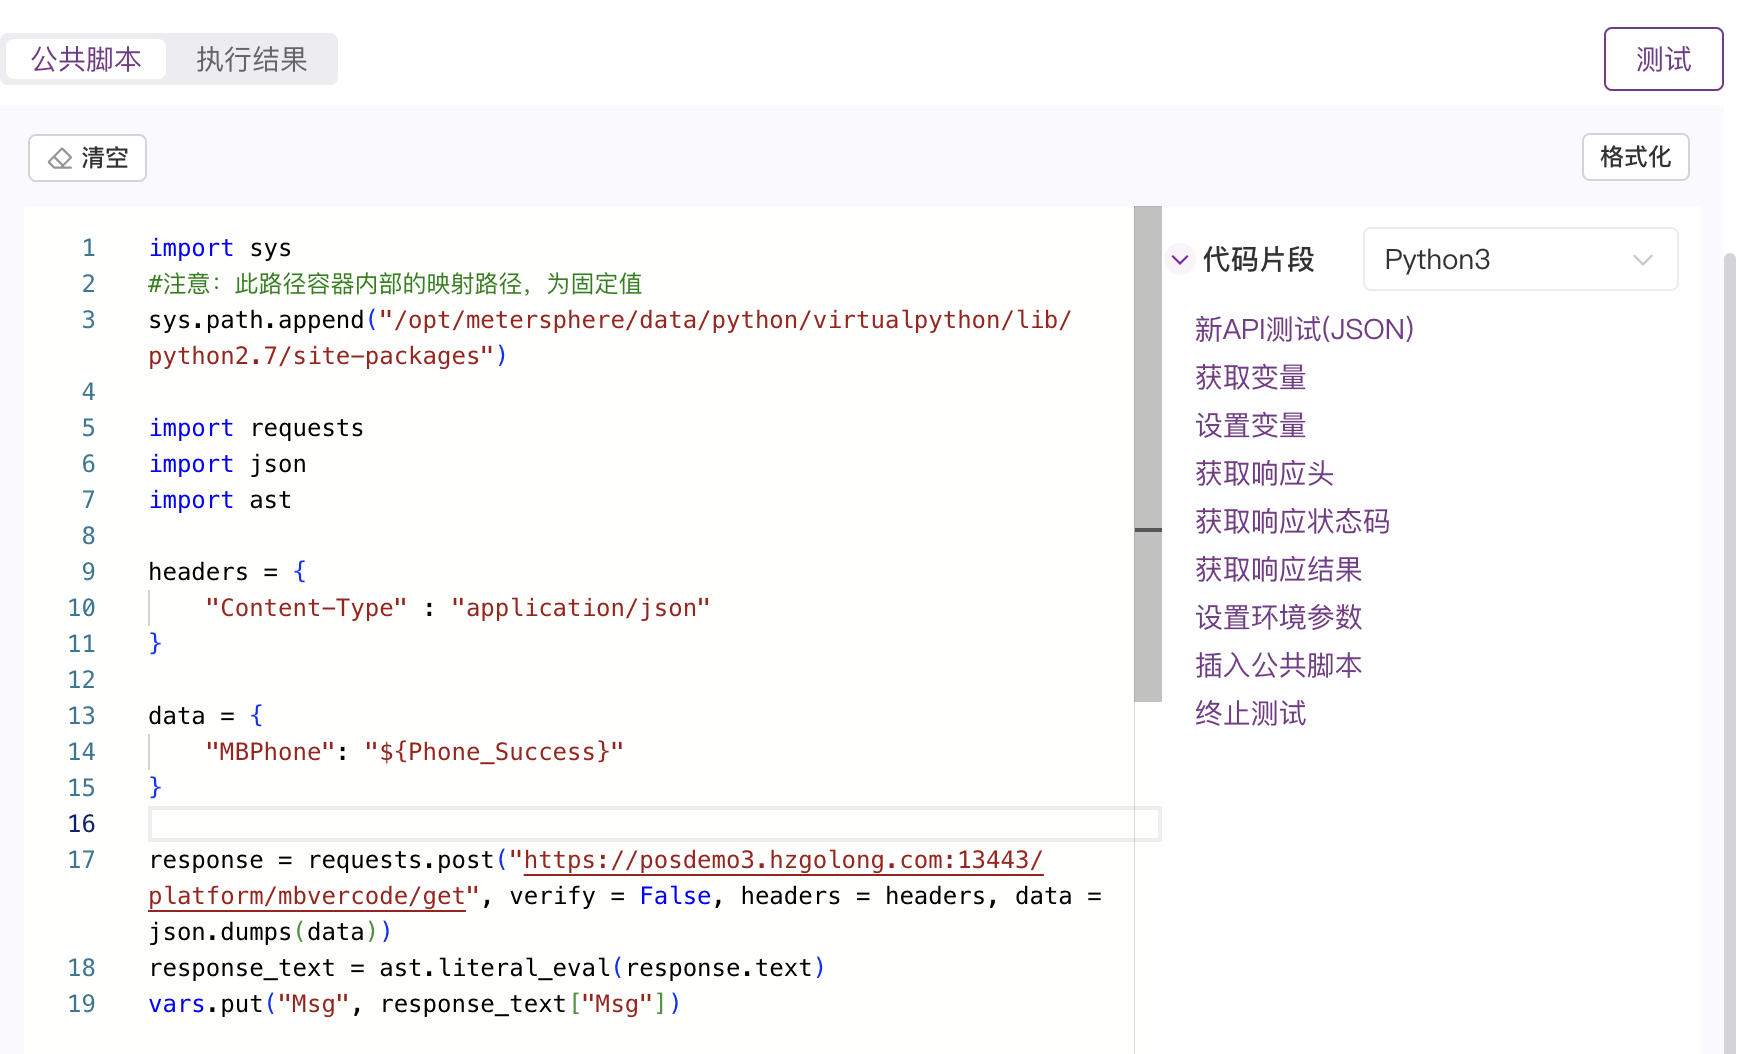 公共脚本 执行结果 测试
清空 格式化
1 import sys
2 #注意：此路径容器内部的映射路径，为固定值
3 sys.path.append("/opt/metersphere/data/python/virtualpython/lib/
python2.7/site-packages")
4
5 import requests
6 import json
7 import ast
8
9 headers = {
10 "Content-Type" : "application/json"
11 }
12
13 data = {
14 "MBPhone": "${Phone_Success}"
15 }
16
17 response = requests.post("https://posdemo3.hzgolong.com:13443/
platform/mbvercode/get", verify = False, headers = headers, data =
json.dumps(data))
18 response_text = ast.literal_eval(response.text)
19 vars.put("Msg", response_text["Msg"])
代码片段 Python3
新API测试(JSON)
获取变量
设置变量
获取响应头
获取响应状态码
获取响应结果
设置环境参数
插入公共脚本
终止测试